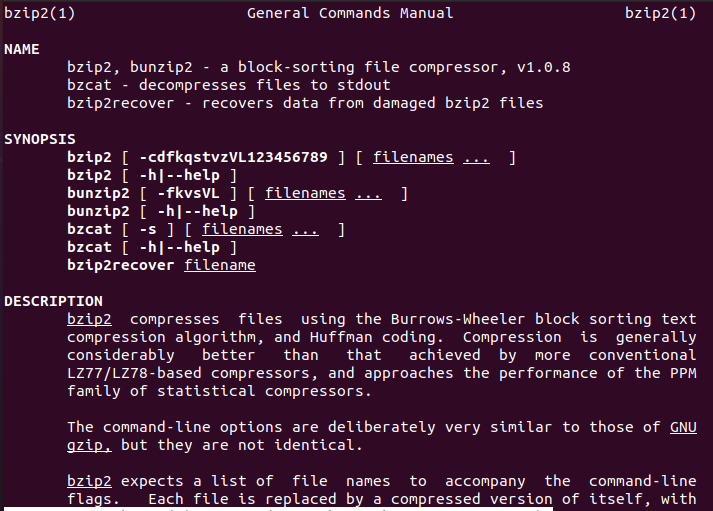 bzip2(1) General Commands Manual bzip2(1)
NAME
bzip2, bunzip2 - a block-sorting file compressor, v1.0.8
bzcat - decompresses files to stdout
bzip2recover - recovers data from damaged bzip2 files
SYNOPSIS
bzip2 [ -cdfkqstvzVL123456789 ] [ filenames ... ]
bzip2 [ -h|--help ]
bunzip2 [ -fkvsVL ] [ filenames ... ]
bunzip2 [ -h|--help ]
bzcat [ -s ] [ filenames ... ]
bzcat [ -h|--help ]
bzip2recover filename
DESCRIPTION
bzip2 compresses files using the Burrows-Wheeler block sorting text
compression algorithm, and Huffman coding. Compression is generally
considerably better than that achieved by more conventional
LZ77/LZ78-based compressors, and approaches the performance of the PPM
family of statistical compressors.
The command-line options are deliberately very similar to those of GNU
gzip, but they are not identical.
bzip2 expects a list of file names to accompany the command-line
flags. Each file is replaced by a compressed version of itself, with